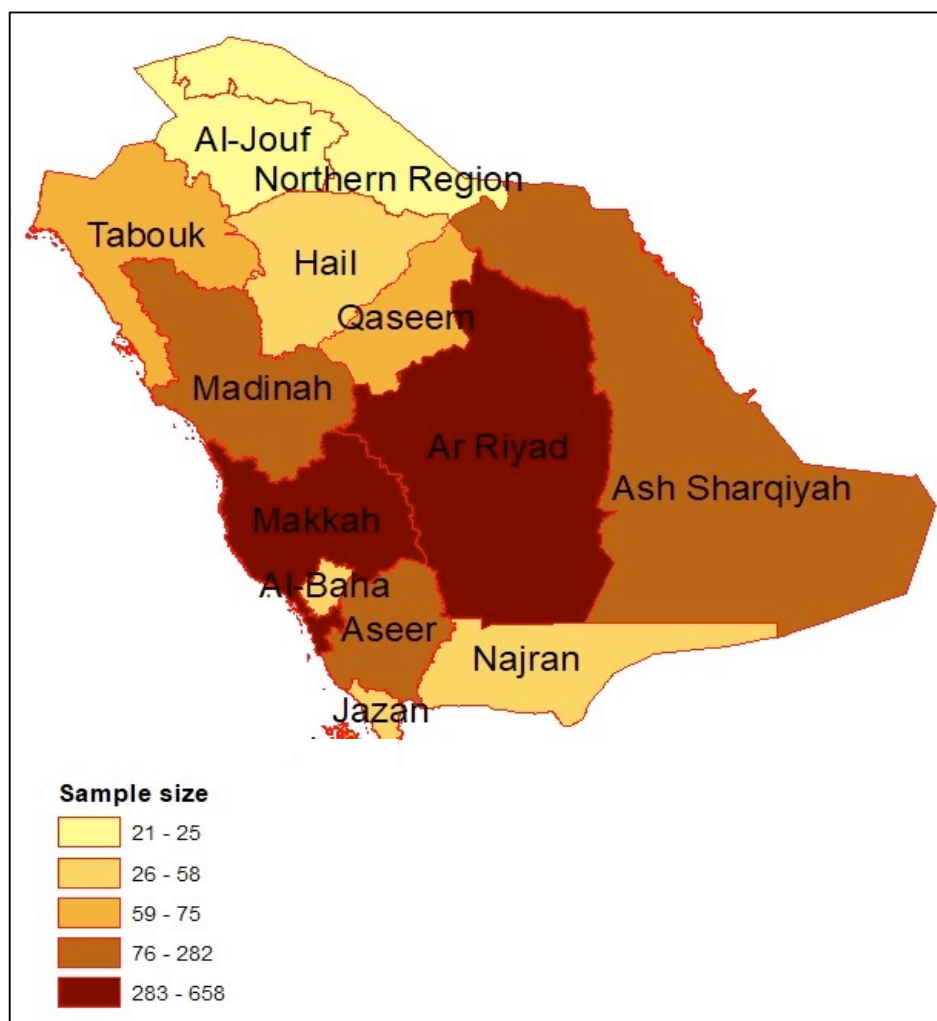 Al-Jouf
Northern Region
Tabouk
Hail
Qaseem
Madinah
Ar Riyad
Ash Sharqiyah
Makkah
Al-Baha
Aseer
Najran
Jazan
Sample size
21 - 25
26 - 58
59 - 75
76 - 282
283 - 658